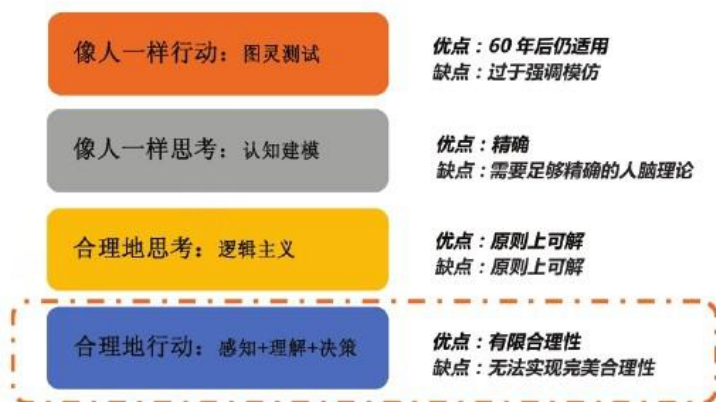 像人一样行动：图灵测试
优点：60年后仍适用
缺点：过于强调模仿
像人一样思考：认知建模
优点：精确
缺点：需要足够精确的人脑理论
合理地思考：逻辑主义
优点：原则上可解
缺点：原则上可解
合理地行动：感知+理解+决策
优点：有限合理性
缺点：无法实现完美合理性